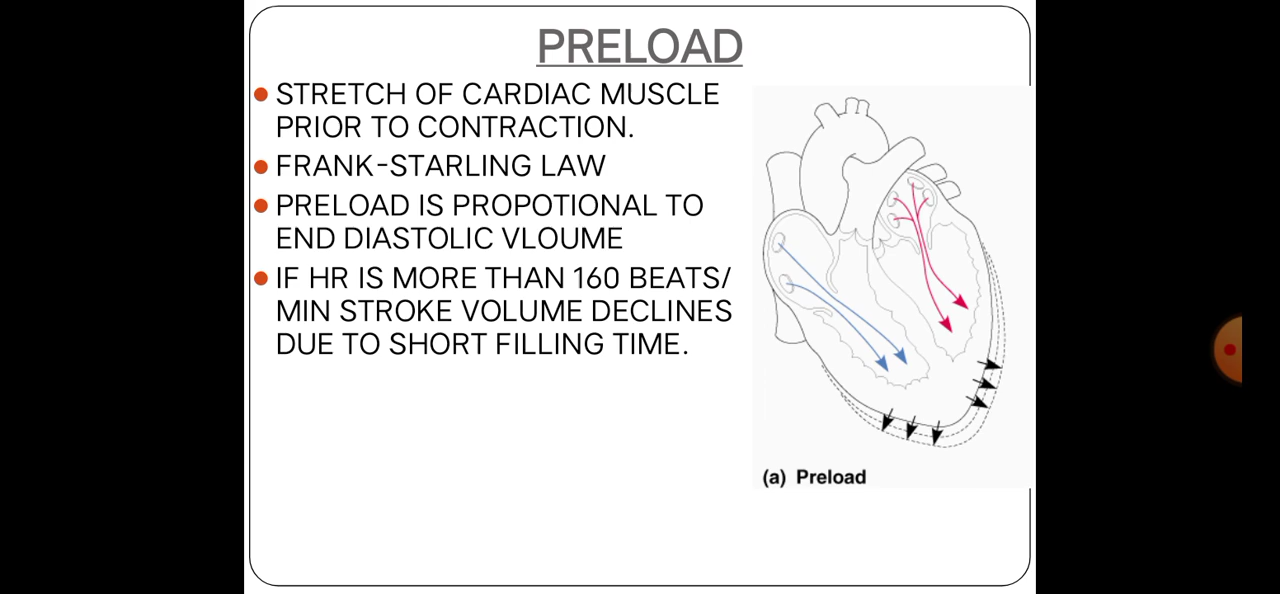 PRELOAD
STRETCH OF CARDIAC MUSCLE
PRIOR TO CONTRACTION.
FRANK-STARLING LAW
PRELOAD IS PROPOTIONAL TO
END DIASTOLIC VLOUME
IF HR IS MORE THAN 160 BEATS/
MIN STROKE VOLUME DECLINES
DUE TO SHORT FILLING TIME.
(a) Preload